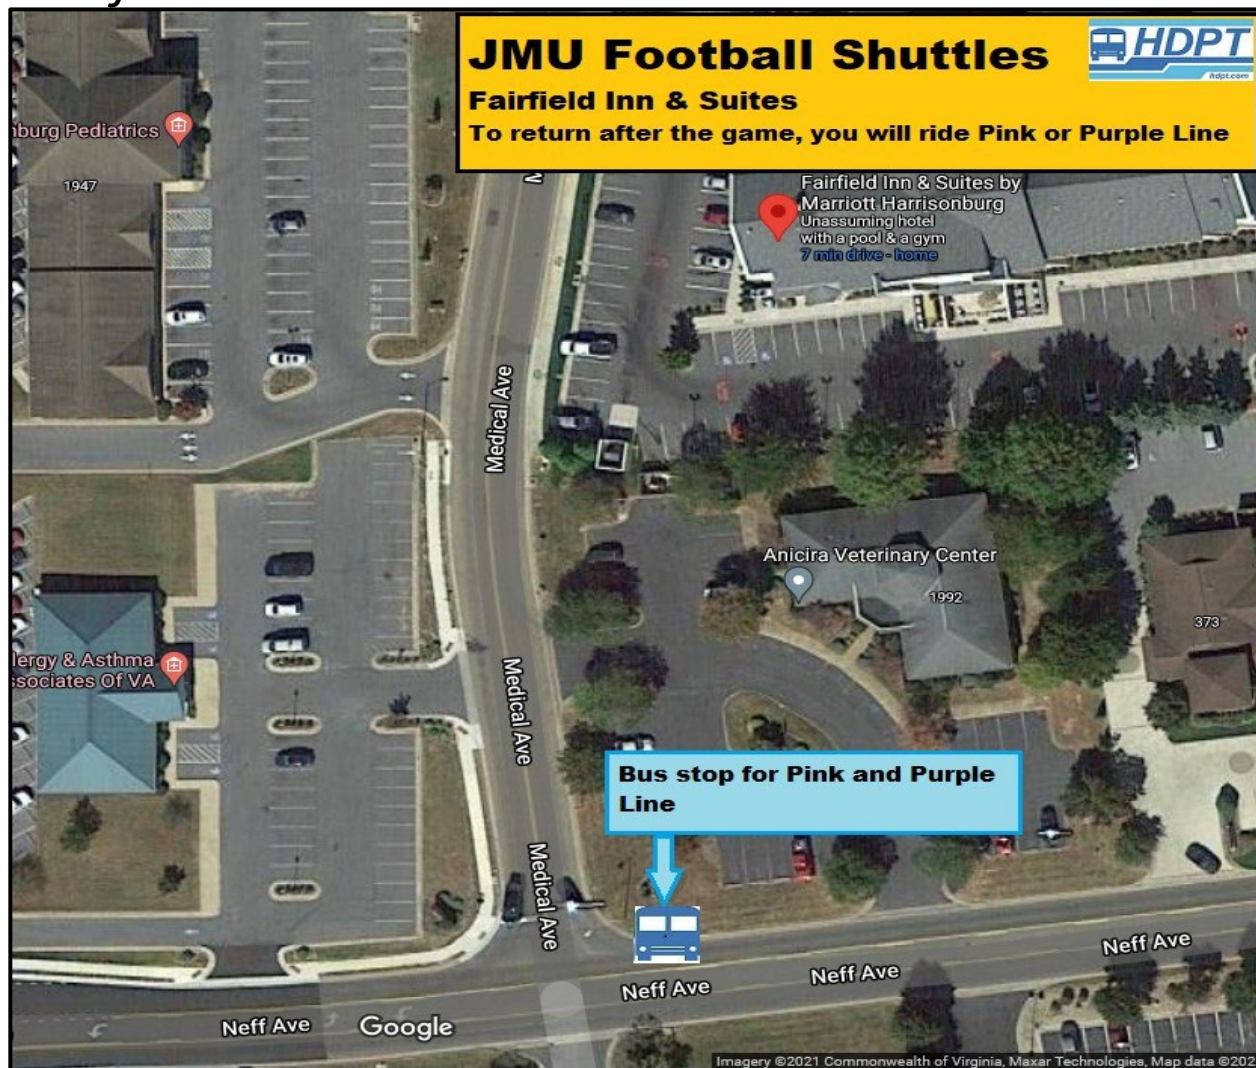 JMU Football Shuttles
HDPT
hdpt.com
Fairfield Inn & Suites
To return after the game, you will ride Pink or Purple Line
nburg Pediatrics
1947
Fairfield Inn & Suites by
Marriott Harrisonburg
Unassuming hotel
with a pool & a gym
7 min drive - home
Medical Ave
Anicira Veterinary Center
1992
373
lergy & Asthma
ssociates Of VA
Medical Ave
Bus stop for Pink and Purple
Line
Medical Ave
Neff Ave
Neff Ave
Neff Ave
Neff Ave
Google
Imagery ©2021 Commonwealth of Virginia, Maxar Technologies, Map data ©202